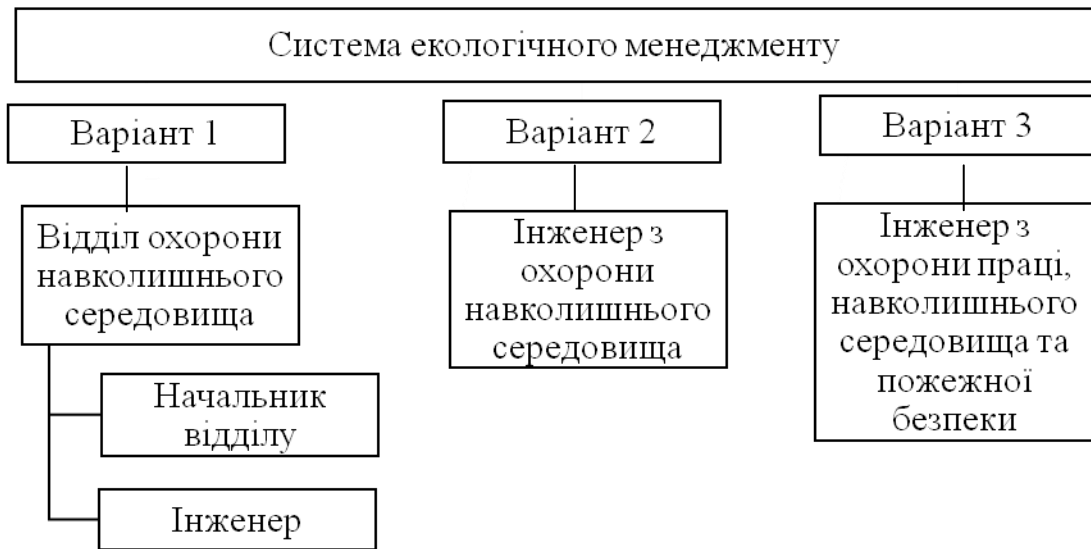 Система екологічного менеджменту
Варіант 1
Відділ охорони
навколишнього
середовища
Начальник
відділу
Інженер
Варіант 2
Інженер з
охорони
навколишнього
середовища
Варіант 3
Інженер з
охорони праці,
навколишнього
середовища та
пожежної
безпеки